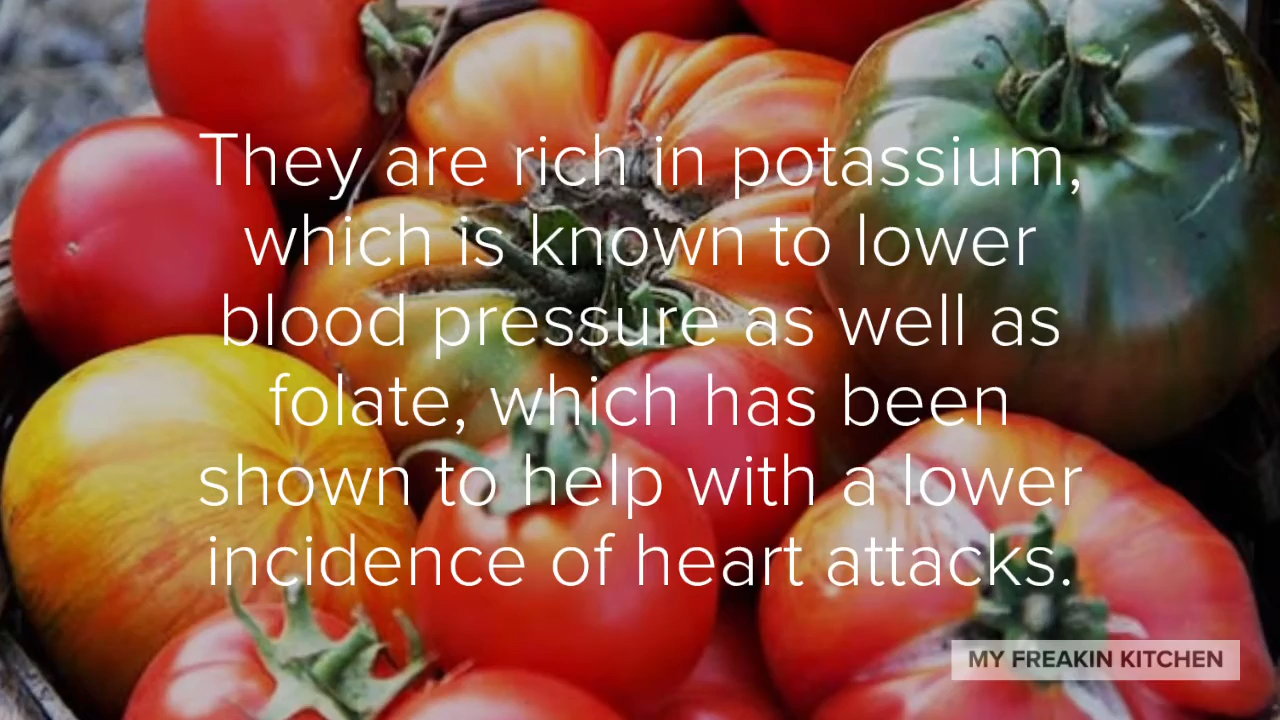 They are rich in potassium,
which is known to lower
blood pressure as well as
folate, which has been
shown to help with a lower
incidence of heart attacks.
MY FREAKIN KITCHEN